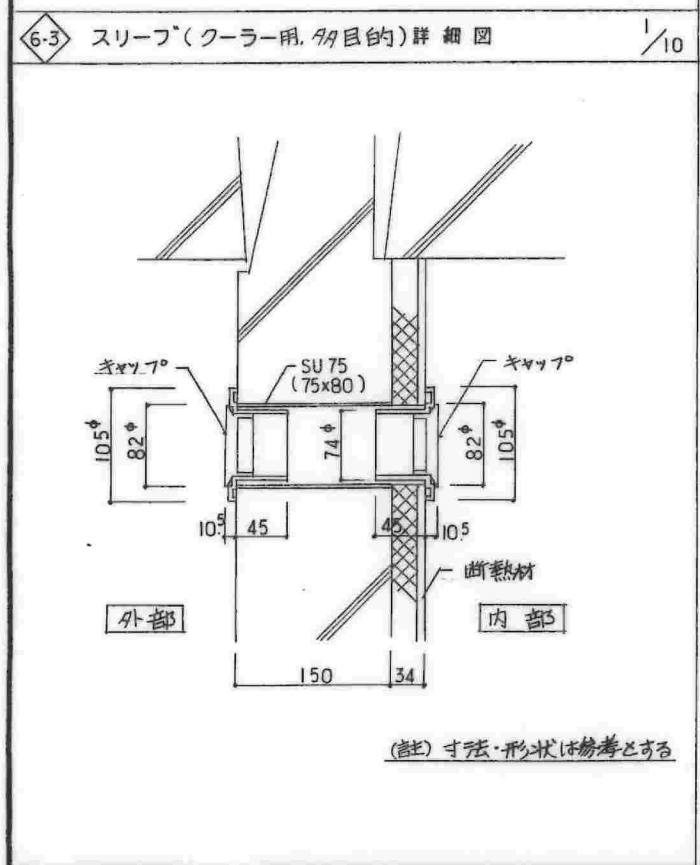 6-3 スリーブ(クーラー用,多目的)詳細図 1/10
キャップ
SU 75
(75x80)
キャップ
105φ
82φ
74φ
82φ
105φ
10.5
45
45
10.5
断熱材
外部
内部
150
34
(註) 寸法・形状は参考とする